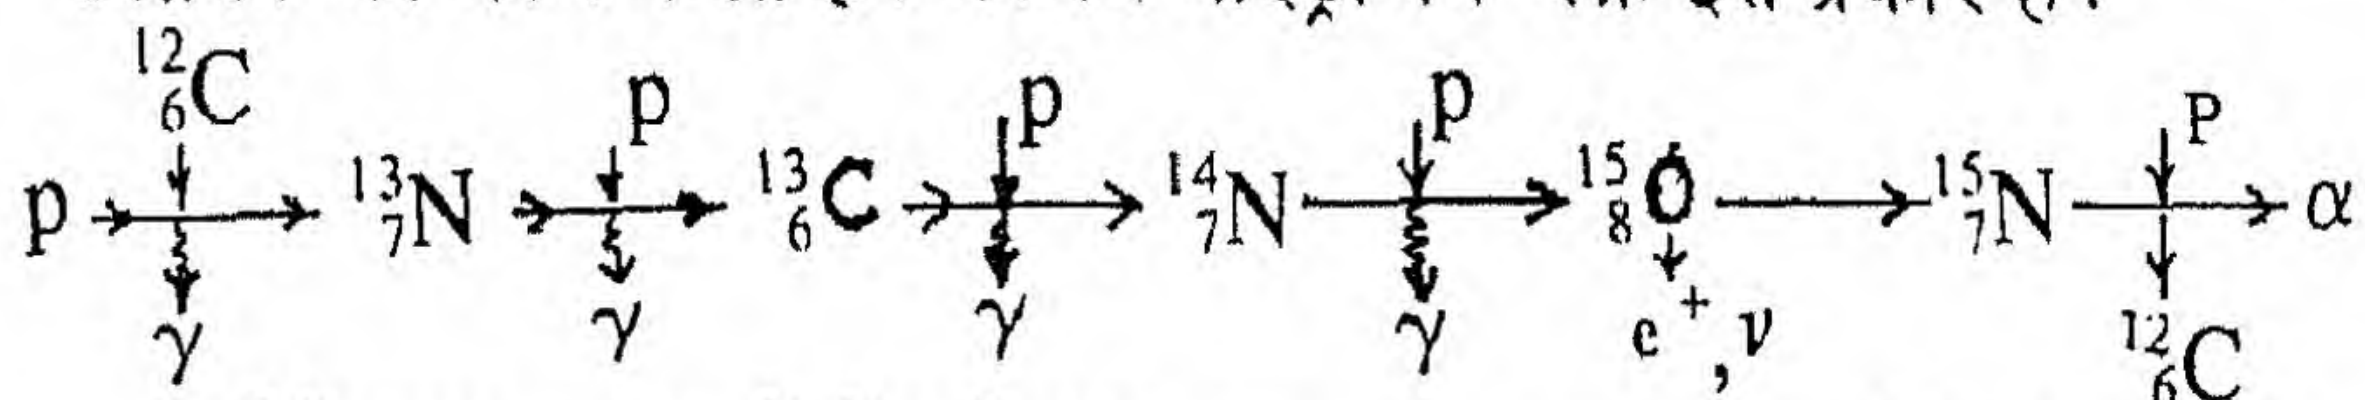 ¹²₆C p p p P
p → → ¹³₇N → → ¹³₆C → → ¹⁴₇N → ¹⁵₈O → ¹⁵₇N → α
γ γ γ γ e⁺, ν ¹²₆C